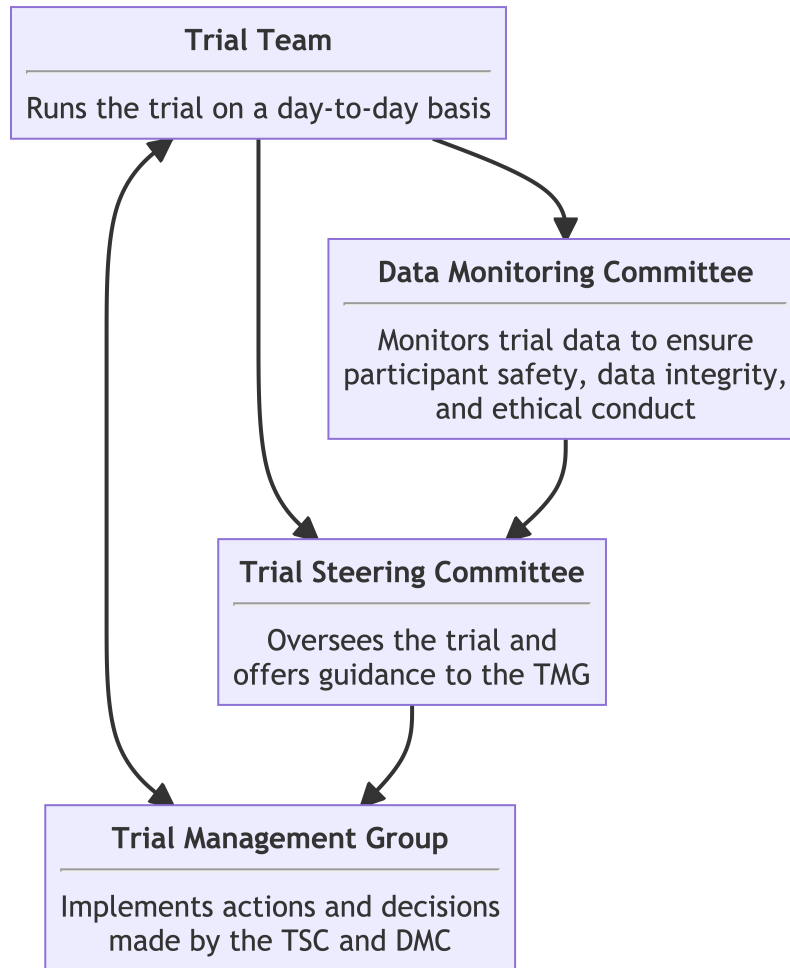 Trial Team
Runs the trial on a day-to-day basis
Data Monitoring Committee
Monitors trial data to ensure
participant safety, data integrity,
and ethical conduct
Trial Steering Committee
Oversees the trial and
offers guidance to the TMG
Trial Management Group
Implements actions and decisions
made by the TSC and DMC